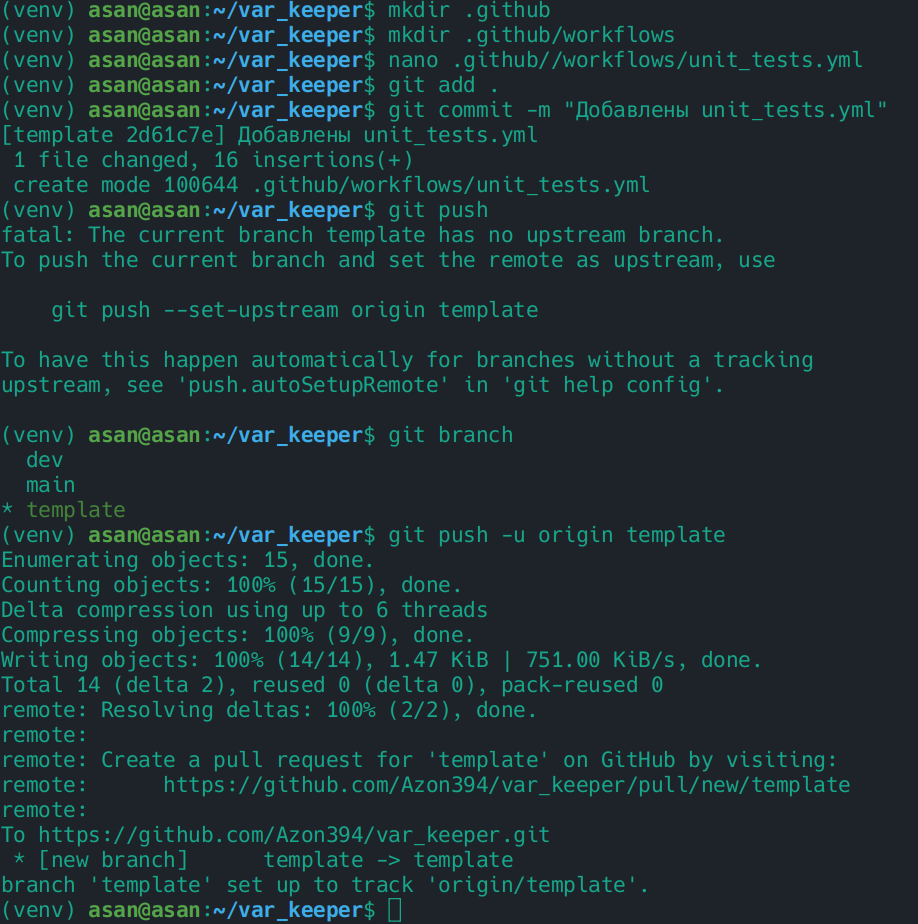 (venv) asan@asan:~/var_keeper$ mkdir .github
(venv) asan@asan:~/var_keeper$ mkdir .github/workflows
(venv) asan@asan:~/var_keeper$ nano .github//workflows/unit_tests.yml
(venv) asan@asan:~/var_keeper$ git add .
(venv) asan@asan:~/var_keeper$ git commit -m "Добавлены unit_tests.yml"
[template 2d61c7e] Добавлены unit_tests.yml
 1 file changed, 16 insertions(+)
 create mode 100644 .github/workflows/unit_tests.yml
(venv) asan@asan:~/var_keeper$ git push
fatal: The current branch template has no upstream branch.
To push the current branch and set the remote as upstream, use

    git push --set-upstream origin template

To have this happen automatically for branches without a tracking
upstream, see 'push.autoSetupRemote' in 'git help config'.

(venv) asan@asan:~/var_keeper$ git branch
  dev
  main
* template
(venv) asan@asan:~/var_keeper$ git push -u origin template
Enumerating objects: 15, done.
Counting objects: 100% (15/15), done.
Delta compression using up to 6 threads
Compressing objects: 100% (9/9), done.
Writing objects: 100% (14/14), 1.47 KiB | 751.00 KiB/s, done.
Total 14 (delta 2), reused 0 (delta 0), pack-reused 0
remote: Resolving deltas: 100% (2/2), done.
remote:
remote: Create a pull request for 'template' on GitHub by visiting:
remote:      https://github.com/Azon394/var_keeper/pull/new/template
remote:
To https://github.com/Azon394/var_keeper.git
 * [new branch]      template -> template
branch 'template' set up to track 'origin/template'.
(venv) asan@asan:~/var_keeper$